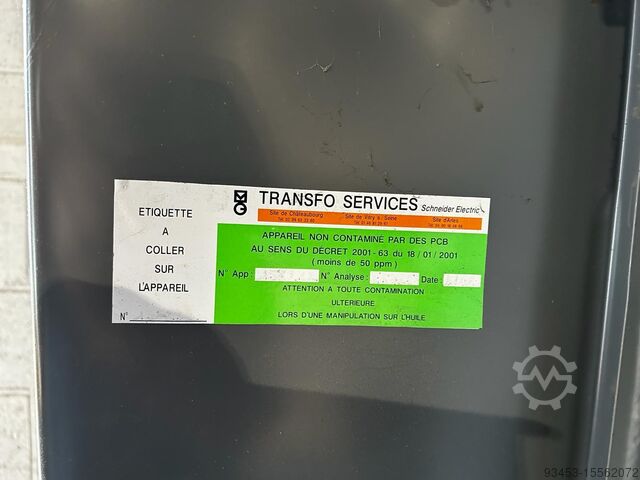 ETIQUETTE
A
COLLER
SUR
L'APPAREIL
N°
TRANSFO SERVICES Schneider Electric
Site de Châteaubourg Site de Vitry s/ Seine Site d'Arles
APPAREIL NON CONTAMINÉ PAR DES PCB
AU SENS DU DÉCRET 2001-63 du 18/01/2001
(moins de 50 ppm)
N° App : N° Analyse : Date :
ATTENTION A TOUTE CONTAMINATION
ULTERIEURE
LORS D'UNE MANIPULATION SUR L'HUILE
93453-15562072